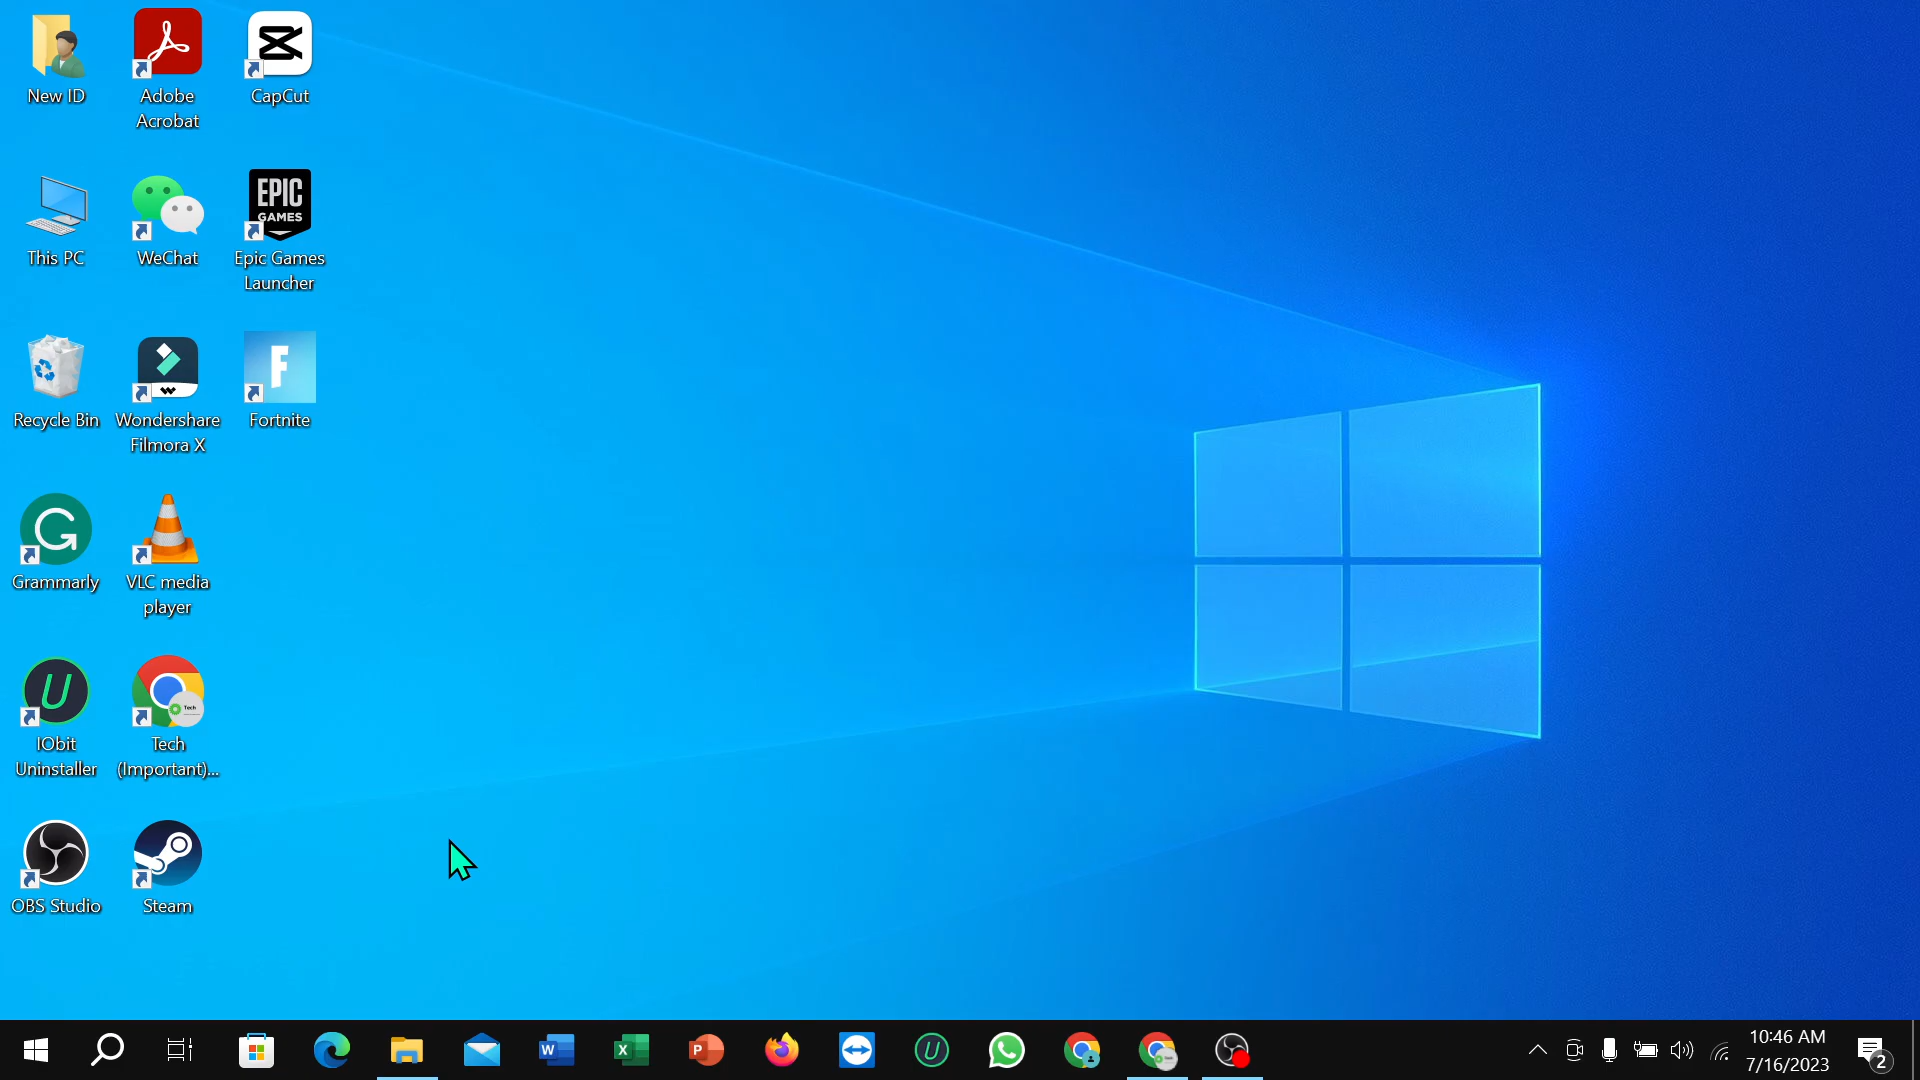 New ID
Adobe
Acrobat
CapCut
This PC
WeChat
EPIC
GAMES
Epic Games
Launcher
Recycle Bin
Wondershare
Filmora X
F
Fortnite
Grammarly
VLC media
player
IObit
Uninstaller
Tech
Tech
(Important)...
OBS Studio
Steam
W
X
P
10:46 AM
7/16/2023
2